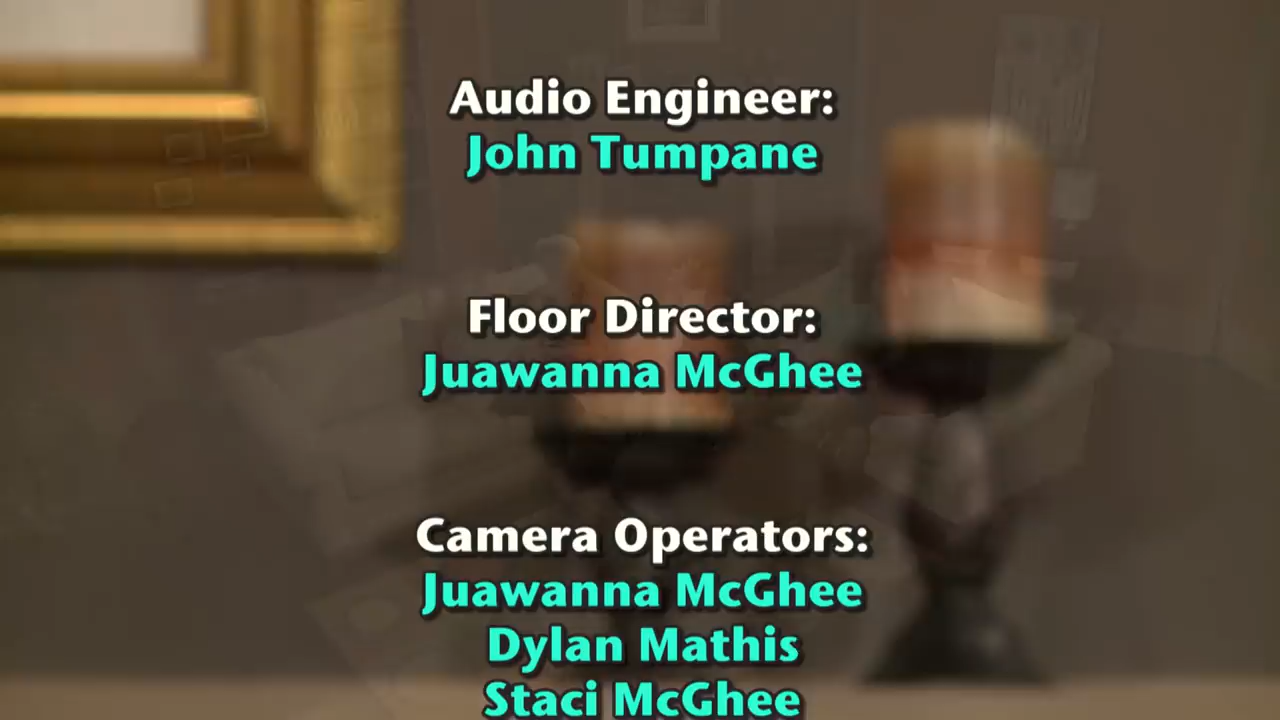 Audio Engineer:
John Tumpane
Floor Director:
Juawanna McGhee
Camera Operators:
Juawanna McGhee
Dylan Mathis
Staci McGhee